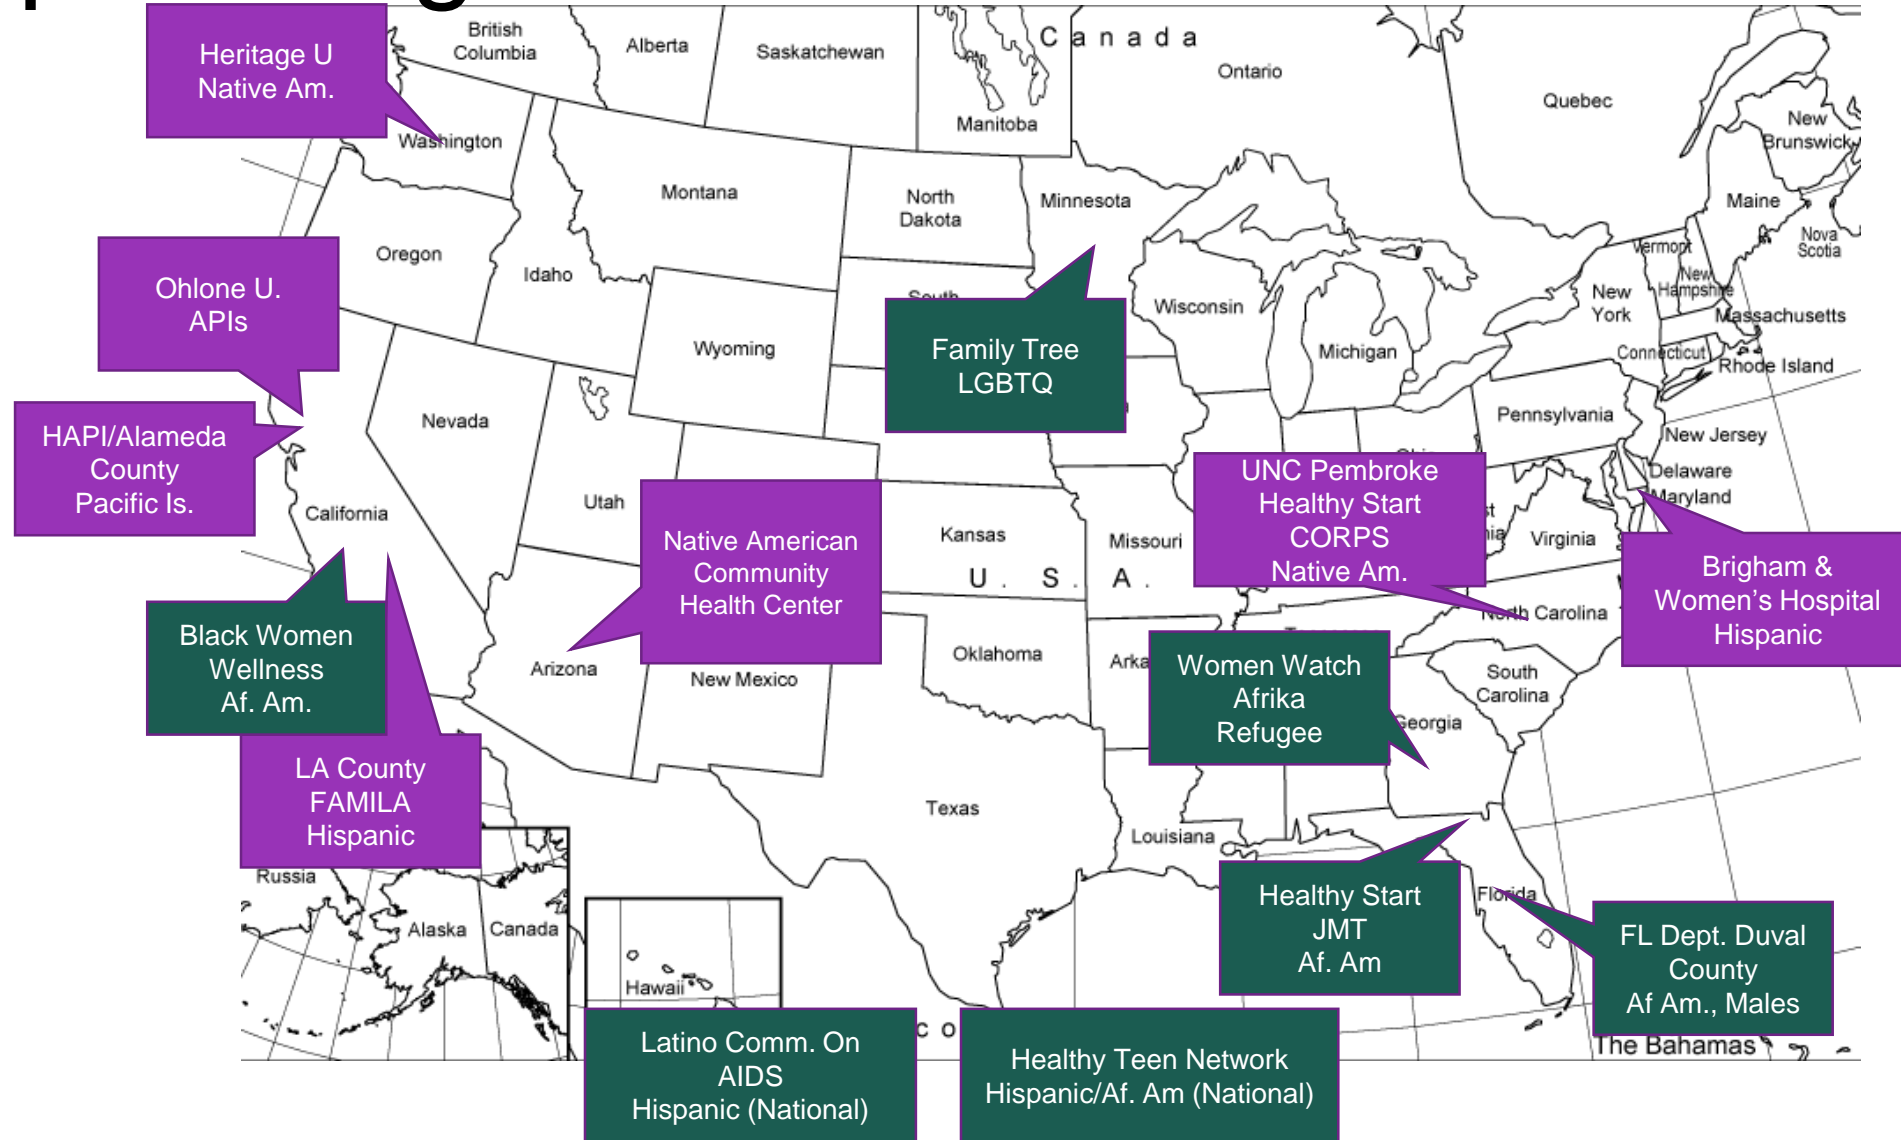 Heritage U
Native Am.
British
Columbia
Alberta
Saskatchewan
Manitoba
Canada
Ontario
Quebec
New
Brunswick
Washington
Montana
North
Dakota
Minnesota
Maine
Nova
Scotia
Oregon
Idaho
Vermont
New
Hampshire
Ohlone U.
APIs
South
Wisconsin
New
York
Massachusetts
Wyoming
Family Tree
LGBTQ
Michigan
Connecticut
Rhode Island
Nevada
Pennsylvania
New Jersey
HAPI/Alameda
County
Pacific Is.
Delaware
Maryland
California
Utah
Native American
Community
Health Center
Kansas
Missouri
U. S. A.
UNC Pembroke
Healthy Start
CORPS
Native Am.
Virginia
North Carolina
Brigham &
Women’s Hospital
Hispanic
Black Women
Wellness
Af. Am.
Arizona
New Mexico
Oklahoma
Women Watch
Afrika
Refugee
South
Carolina
Georgia
LA County
FAMILA
Hispanic
Texas
Louisiana
Russia
Alaska
Canada
Hawaii
Healthy Start
JMT
Af. Am
Florida
FL Dept. Duval
County
Af Am., Males
The Bahamas
Latino Comm. On
AIDS
Hispanic (National)
Healthy Teen Network
Hispanic/Af. Am (National)